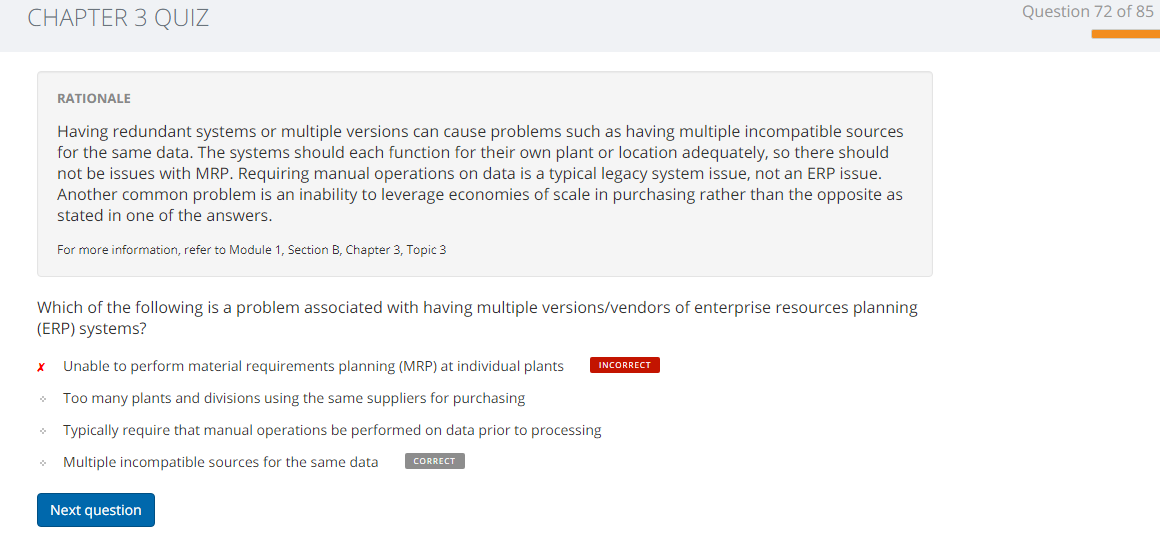 CHAPTER 3 QUIZ
Question 72 of 85
RATIONALE
Having redundant systems or multiple versions can cause problems such as having multiple incompatible sources
for the same data. The systems should each function for their own plant or location adequately, so there should
not be issues with MRP. Requiring manual operations on data is a typical legacy system issue, not an ERP issue.
Another common problem is an inability to leverage economies of scale in purchasing rather than the opposite as
stated in one of the answers.
For more information, refer to Module 1, Section B, Chapter 3, Topic 3
Which of the following is a problem associated with having multiple versions/vendors of enterprise resources planning
(ERP) systems?
✗ Unable to perform material requirements planning (MRP) at individual plants INCORRECT
Too many plants and divisions using the same suppliers for purchasing
Typically require that manual operations be performed on data prior to processing
Multiple incompatible sources for the same data CORRECT
Next question